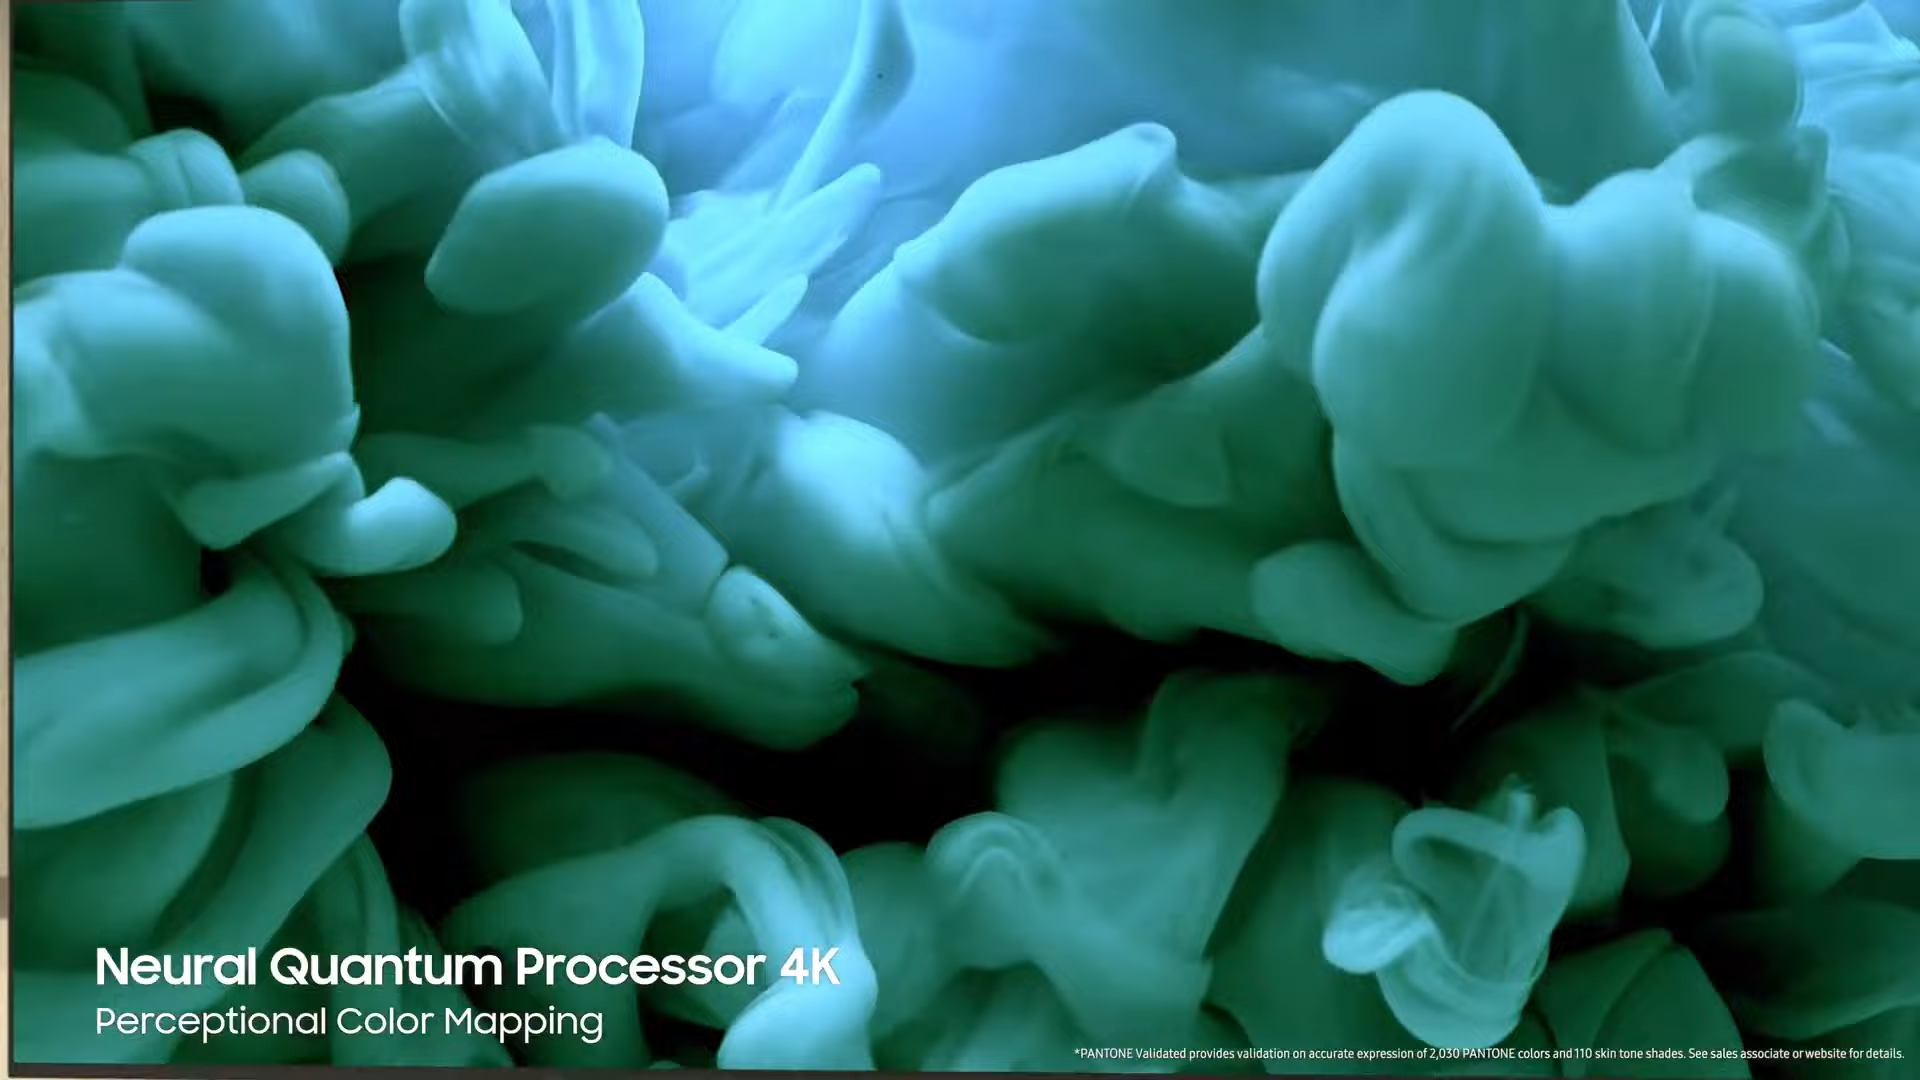 Neural Quantum Processor 4K
Perceptional Color Mapping
*PANTONE Validated provides validation on accurate expression of 2,030 PANTONE colors and 110 skin tone shades. See sales associate or website for details.